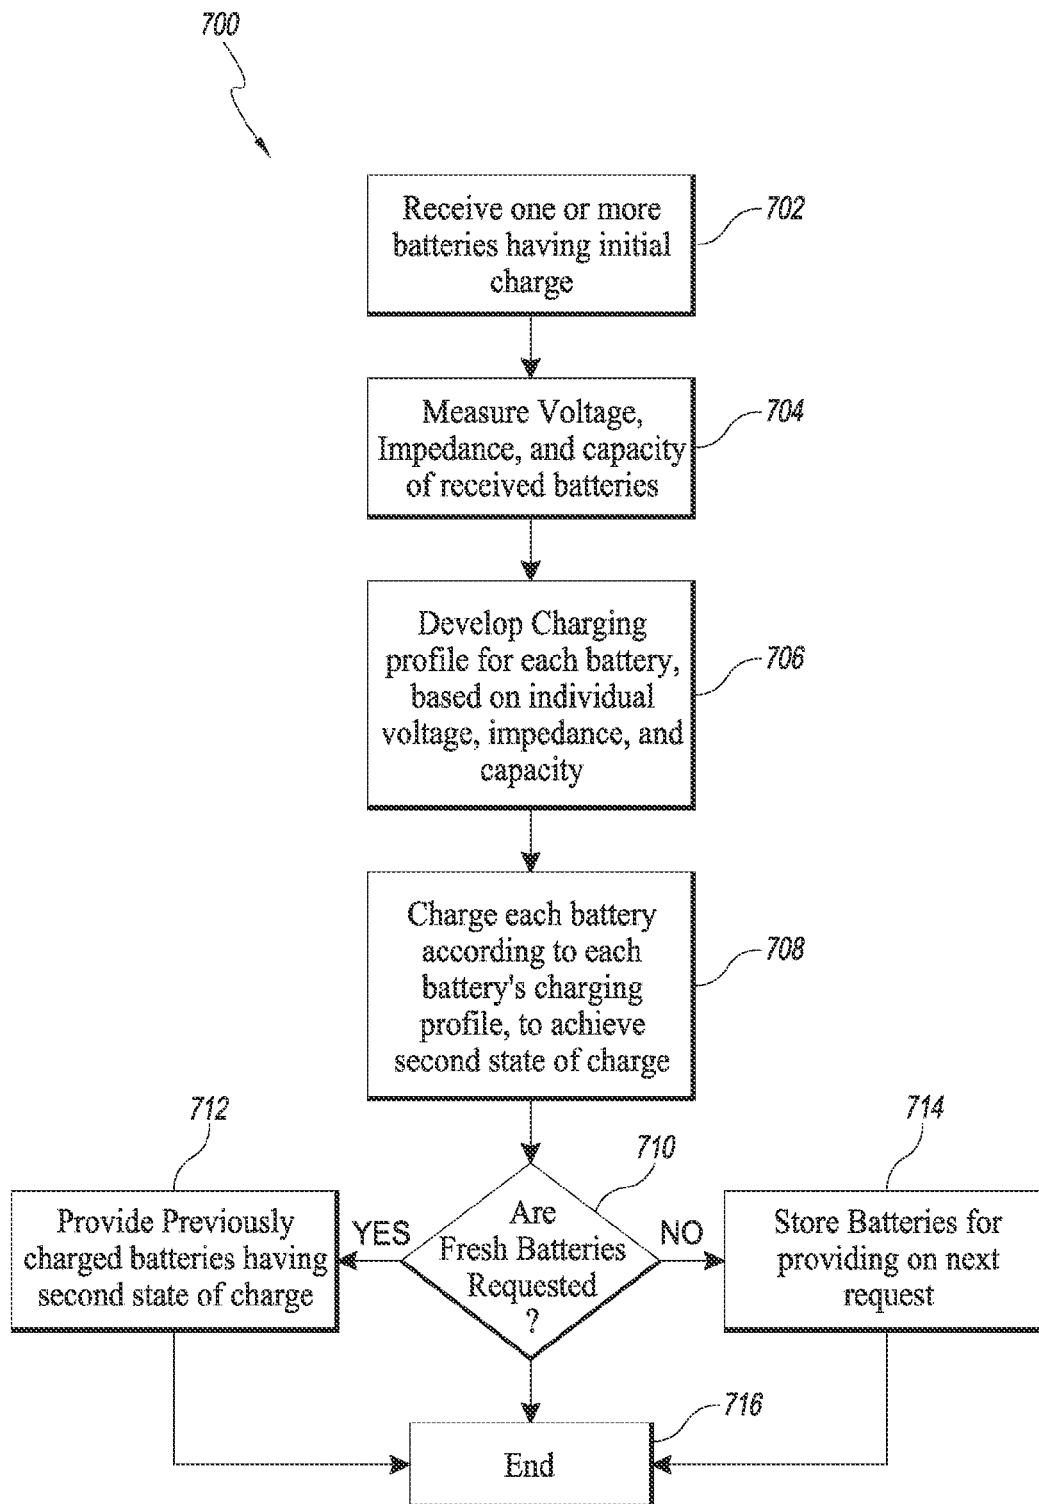 700
Receive one or more
batteries having initial
charge
702
Measure Voltage,
Impedance, and capacity
of received batteries
704
Develop Charging
profile for each battery,
based on individual
voltage, impedance, and
capacity
706
Charge each battery
according to each
battery's charging
profile, to achieve
second state of charge
708
712
710
714
Provide Previously
charged batteries having
second state of charge
YES
Are
Fresh Batteries
Requested
?
NO
Store Batteries for
providing on next
request
716
End